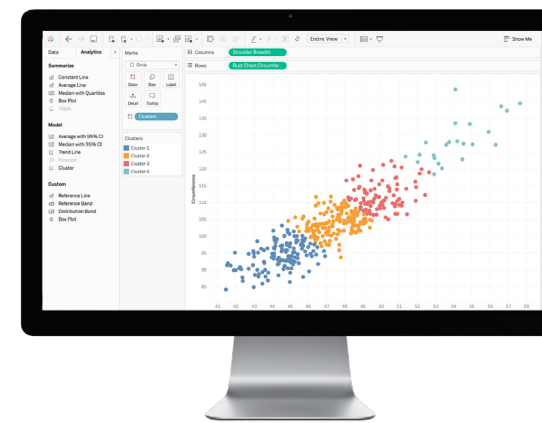 Entire View
Show Me
Data
Analytics
Marks
Columns
Shoulder Breadth
Rows
Bust Chest Circumfer..
Summarize
Constant Line
Average Line
Median with Quartiles
Box Plot
Totals
Model
Average with 95% CI
Median with 95% CI
Trend Line
Forecast
Cluster
Custom
Reference Line
Reference Band
Distribution Band
Box Plot
Circle
Color
Size
Label
Detail
Tooltip
Clusters
Clusters
Cluster 1
Cluster 2
Cluster 3
Cluster 4
Circumference
145
140
135
130
125
120
115
110
105
100
95
90
85
41 42 43 44 45 46 47 48 49 50 51 52 53 54 55 56 57 58